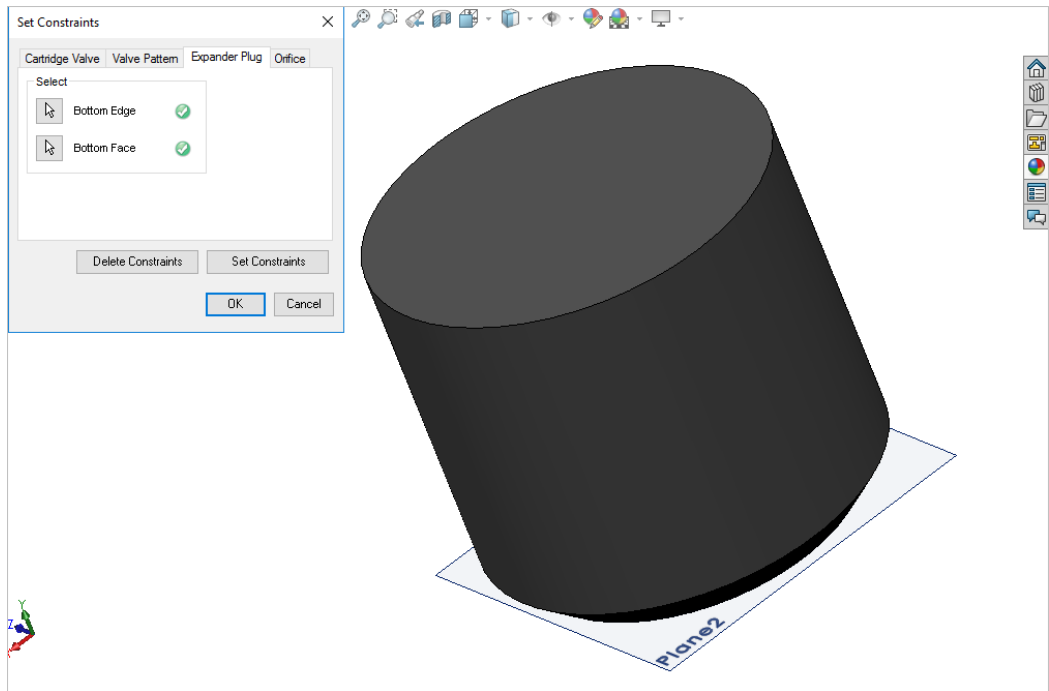 Set Constraints
Cartridge Valve Valve Pattern Expander Plug Orifice
Select
Bottom Edge
Bottom Face
Delete Constraints Set Constraints
OK Cancel
Plane2
Y
Z